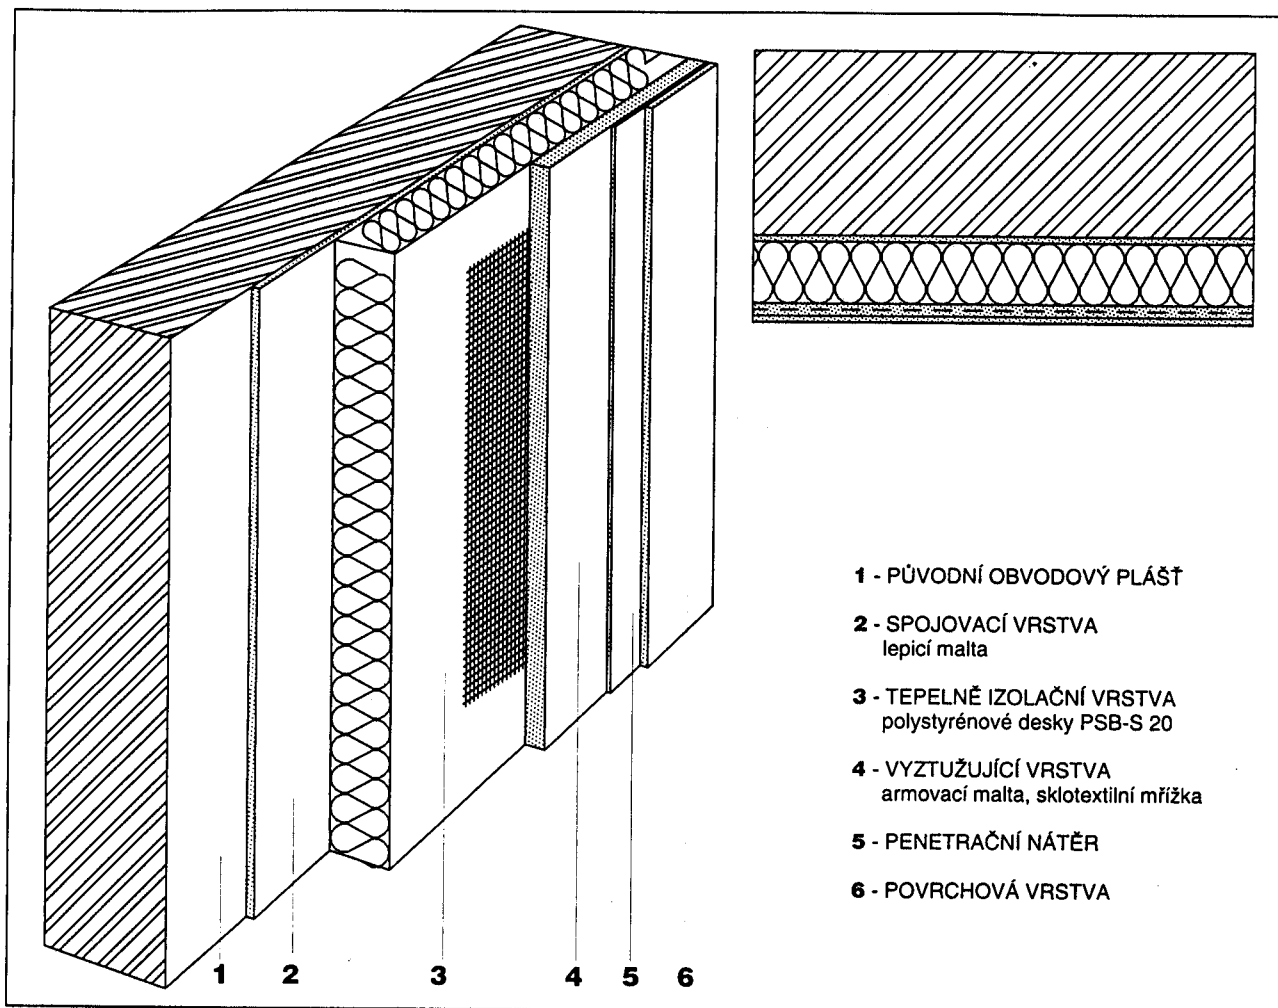 1 - PŮVODNÍ OBVODOVÝ PLÁŠŤ
2 - SPOJOVACÍ VRSTVA
lepicí malta
3 - TEPELNĚ IZOLAČNÍ VRSTVA
polystyrénové desky PSB-S 20
4 - VYZTUŽUJÍCÍ VRSTVA
armovací malta, sklotextilní mřížka
5 - PENETRAČNÍ NÁTĚR
6 - POVRCHOVÁ VRSTVA
1 2 3 4 5 6